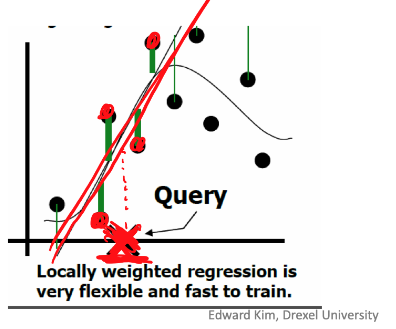 Query
Locally weighted regression is
very flexible and fast to train.
Edward Kim, Drexel University